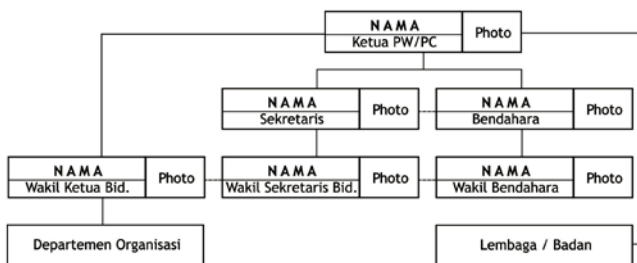 NAMA
Ketua PW/PC
Photo
NAMA
Sekretaris
Photo
NAMA
Bendahara
Photo
NAMA
Wakil Ketua Bid.
Photo
NAMA
Wakil Sekretaris Bid.
Photo
NAMA
Wakil Bendahara
Photo
Departemen Organisasi
Lembaga / Badan